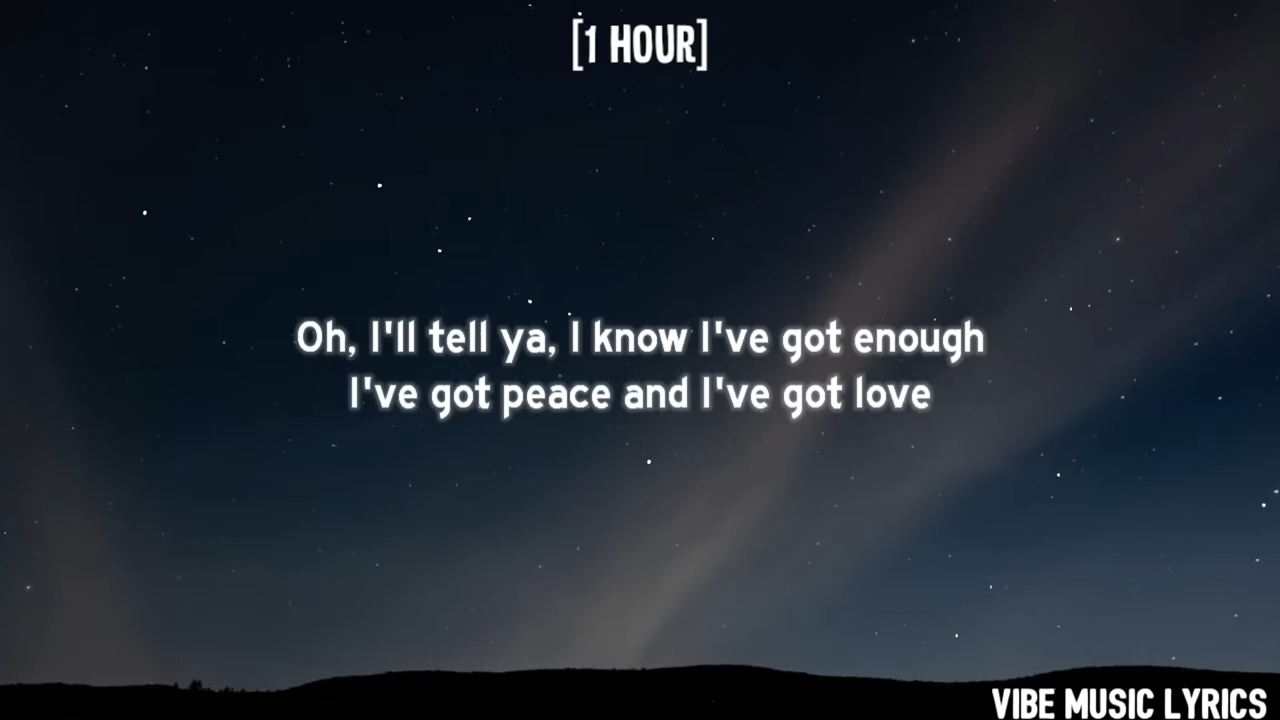 [1 HOUR]
Oh, I'll tell ya, I know I've got enough
I've got peace and I've got love
VIBE MUSIC LYRICS